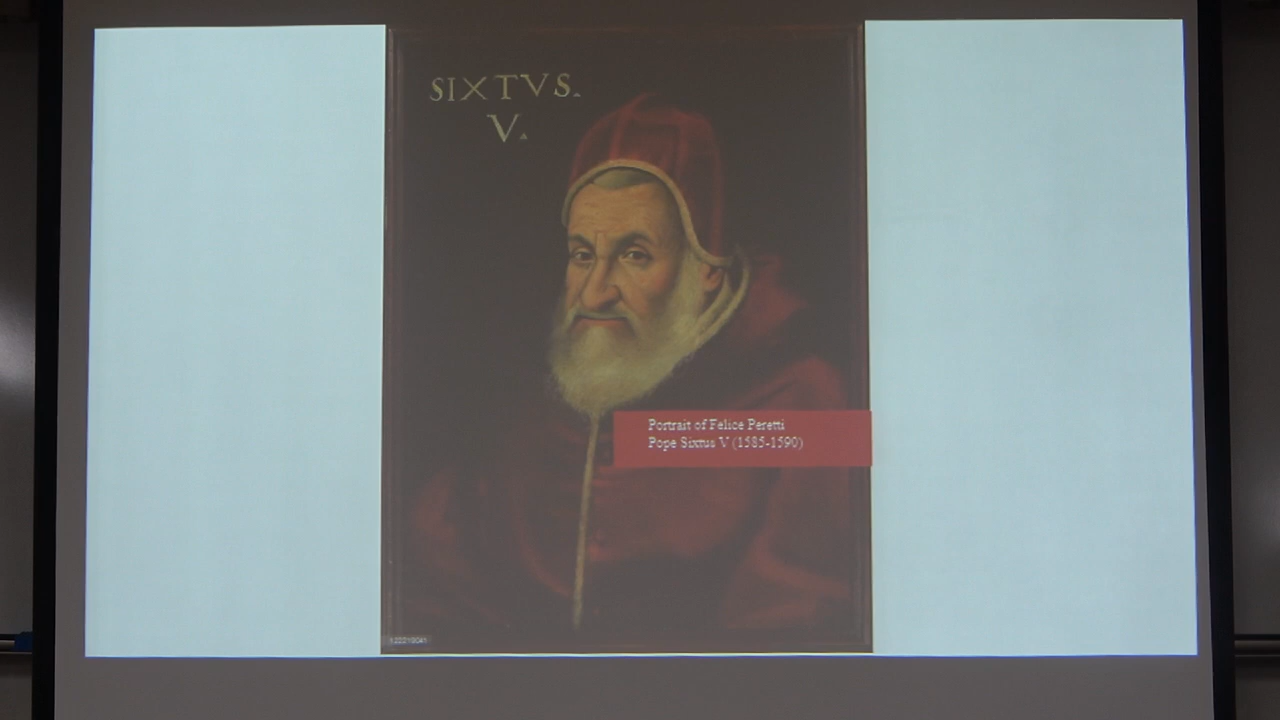 SIXTVS.
V.
Portrait of Felice Peretti
Pope Sixtus V (1585-1590)